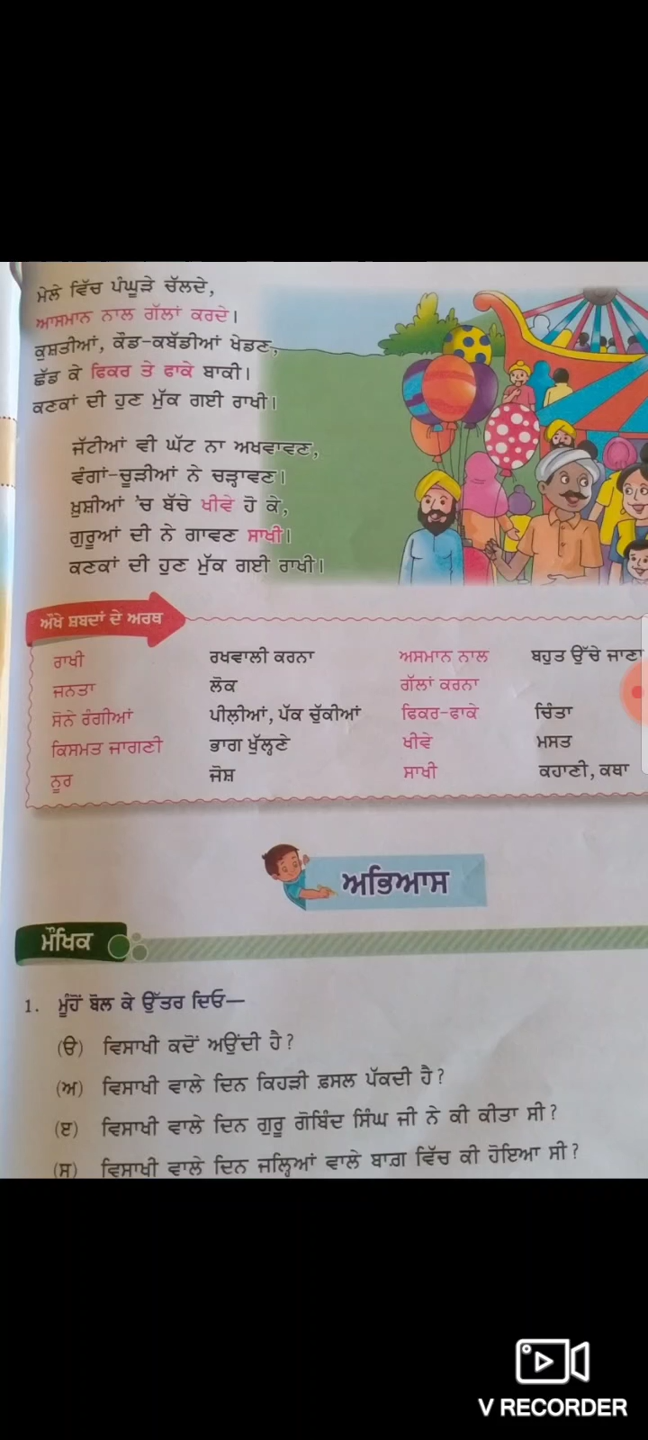 ਮੇਲੇ ਵਿੱਚ ਪੰਘੂੜੇ ਚੱਲਦੇ,
ਆਸਮਾਨ ਨਾਲ ਗੱਲਾਂ ਕਰਦੇ।
ਕੁਸ਼ਤੀਆਂ, ਕੌਡ-ਕਬੱਡੀਆਂ ਖੇਡਣ,
ਛੱਡ ਕੇ ਫਿਕਰ ਤੇ ਫਾਕੇ ਬਾਕੀ।
ਕਣਕਾਂ ਦੀ ਹੁਣ ਮੁੱਕ ਗਈ ਰਾਖੀ।
ਜੱਟੀਆਂ ਵੀ ਘੱਟ ਨਾ ਅਖਵਾਵਣ,
ਵੰਗਾਂ-ਚੂੜੀਆਂ ਨੇ ਚੜ੍ਹਾਵਣ।
ਖ਼ੁਸ਼ੀਆਂ 'ਚ ਬੱਚੇ ਖੀਵੇ ਹੋ ਕੇ,
ਗੁਰੂਆਂ ਦੀ ਨੇ ਗਾਵਣ ਸਾਖੀ।
ਕਣਕਾਂ ਦੀ ਹੁਣ ਮੁੱਕ ਗਈ ਰਾਖੀ।
ਔਖੇ ਸ਼ਬਦਾਂ ਦੇ ਅਰਥ
ਰਾਖੀ ਰਖਵਾਲੀ ਕਰਨਾ ਅਸਮਾਨ ਨਾਲ ਬਹੁਤ ਉੱਚੇ ਜਾਣਾ
ਜਨਤਾ ਲੋਕ ਗੱਲਾਂ ਕਰਨਾ
ਸੋਨੇ ਰੰਗੀਆਂ ਪੀਲੀਆਂ, ਪੱਕ ਚੁੱਕੀਆਂ ਫਿਕਰ-ਫਾਕੇ ਚਿੰਤਾ
ਕਿਸਮਤ ਜਾਗਣੀ ਭਾਗ ਖੁੱਲ੍ਹਣੇ ਖੀਵੇ ਮਸਤ
ਨੂਰ ਜੋਸ਼ ਸਾਖੀ ਕਹਾਣੀ, ਕਥਾ
ਅਭਿਆਸ
ਮੌਖਿਕ
1. ਮੂੰਹੋਂ ਬੋਲ ਕੇ ਉੱਤਰ ਦਿਓ—
(ੳ) ਵਿਸਾਖੀ ਕਦੋਂ ਅਉਂਦੀ ਹੈ?
(ਅ) ਵਿਸਾਖੀ ਵਾਲੇ ਦਿਨ ਕਿਹੜੀ ਫ਼ਸਲ ਪੱਕਦੀ ਹੈ?
(ੲ) ਵਿਸਾਖੀ ਵਾਲੇ ਦਿਨ ਗੁਰੂ ਗੋਬਿੰਦ ਸਿੰਘ ਜੀ ਨੇ ਕੀ ਕੀਤਾ ਸੀ?
(ਸ) ਵਿਸਾਖੀ ਵਾਲੇ ਦਿਨ ਜਲ੍ਹਿਆਂ ਵਾਲੇ ਬਾਗ਼ ਵਿੱਚ ਕੀ ਹੋਇਆ ਸੀ?
V RECORDER